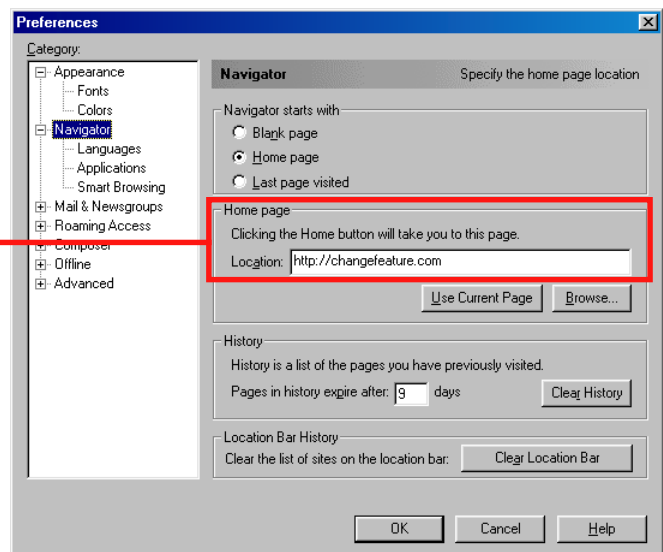 Preferences
Category:
Appearance
Fonts
Colors
Navigator
Languages
Applications
Smart Browsing
Mail & Newsgroups
Roaming Access
Composer
Offline
Advanced
Navigator Specify the home page location
Navigator starts with
Blank page
Home page
Last page visited
Home page
Clicking the Home button will take you to this page.
Location: http://changefeature.com
Use Current Page Browse...
History
History is a list of the pages you have previously visited.
Pages in history expire after: 9 days Clear History
Location Bar History
Clear the list of sites on the location bar: Clear Location Bar
OK Cancel Help